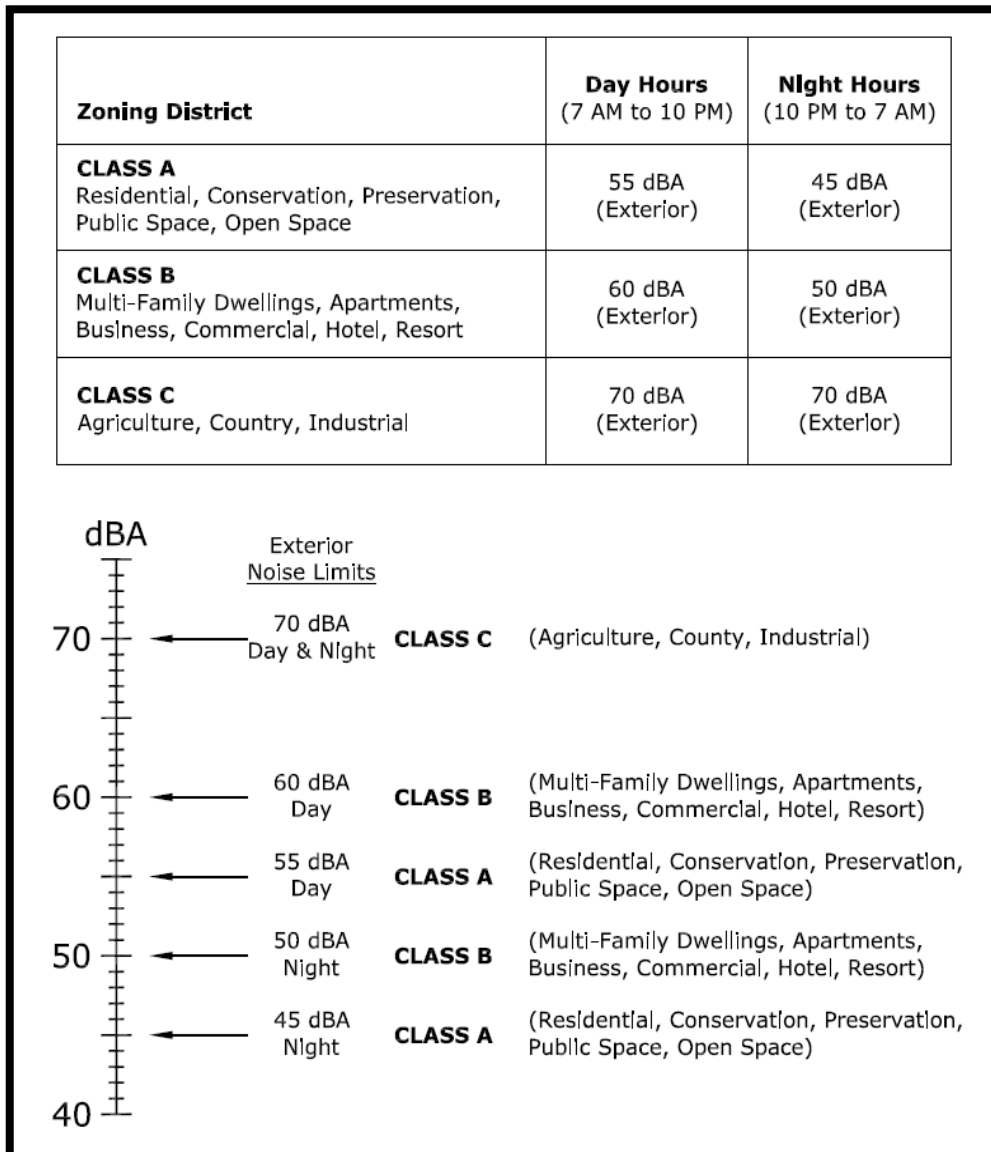 Zoning District
Day Hours
(7 AM to 10 PM)
Night Hours
(10 PM to 7 AM)
CLASS A
Residential, Conservation, Preservation,
Public Space, Open Space
55 dBA
(Exterior)
45 dBA
(Exterior)
CLASS B
Multi-Family Dwellings, Apartments,
Business, Commercial, Hotel, Resort
60 dBA
(Exterior)
50 dBA
(Exterior)
CLASS C
Agriculture, Country, Industrial
70 dBA
(Exterior)
70 dBA
(Exterior)
dBA
Exterior
Noise Limits
70
70 dBA
Day & Night
CLASS C
(Agriculture, County, Industrial)
60
60 dBA
Day
CLASS B
(Multi-Family Dwellings, Apartments,
Business, Commercial, Hotel, Resort)
55 dBA
Day
CLASS A
(Residential, Conservation, Preservation,
Public Space, Open Space)
50
50 dBA
Night
CLASS B
(Multi-Family Dwellings, Apartments,
Business, Commercial, Hotel, Resort)
45 dBA
Night
CLASS A
(Residential, Conservation, Preservation,
Public Space, Open Space)
40